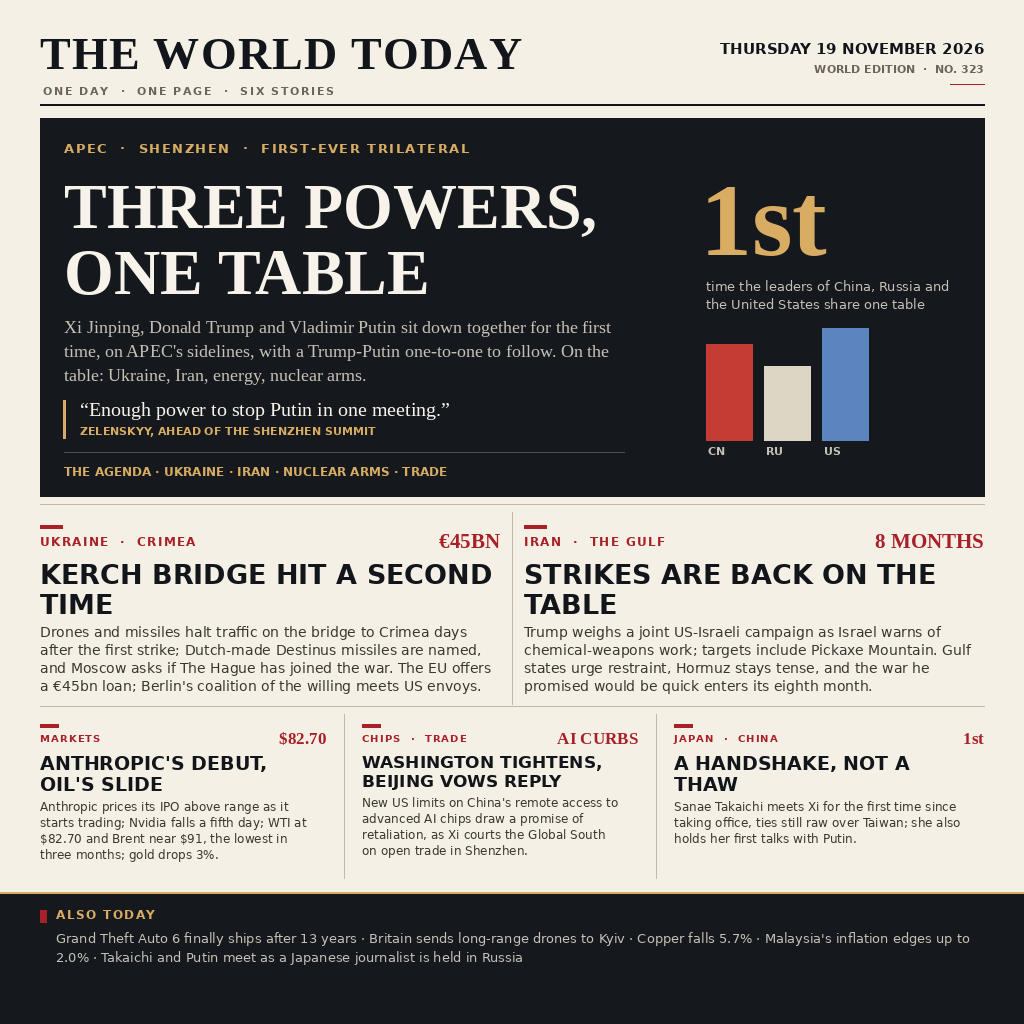 THE WORLD TODAY
ONE DAY · ONE PAGE · SIX STORIES
THURSDAY 19 NOVEMBER 2026
WORLD EDITION · NO. 323
APEC · SHENZHEN · FIRST-EVER TRILATERAL
THREE POWERS,
ONE TABLE
Xi Jinping, Donald Trump and Vladimir Putin sit down together for the first
time, on APEC's sidelines, with a Trump-Putin one-to-one to follow. On the
table: Ukraine, Iran, energy, nuclear arms.
“Enough power to stop Putin in one meeting.”
ZELENSKYY, AHEAD OF THE SHENZHEN SUMMIT
THE AGENDA · UKRAINE · IRAN · NUCLEAR ARMS · TRADE
1st
time the leaders of China, Russia and
the United States share one table
CN RU US
UKRAINE · CRIMEA €45BN
KERCH BRIDGE HIT A SECOND
TIME
Drones and missiles halt traffic on the bridge to Crimea days
after the first strike; Dutch-made Destinus missiles are named,
and Moscow asks if The Hague has joined the war. The EU offers
a €45bn loan; Berlin's coalition of the willing meets US envoys.
IRAN · THE GULF 8 MONTHS
STRIKES ARE BACK ON THE
TABLE
Trump weighs a joint US-Israeli campaign as Israel warns of
chemical-weapons work; targets include Pickaxe Mountain. Gulf
states urge restraint, Hormuz stays tense, and the war he
promised would be quick enters its eighth month.
MARKETS $82.70
ANTHROPIC'S DEBUT,
OIL'S SLIDE
Anthropic prices its IPO above range as it
starts trading; Nvidia falls a fifth day; WTI at
$82.70 and Brent near $91, the lowest in
three months; gold drops 3%.
CHIPS · TRADE AI CURBS
WASHINGTON TIGHTENS,
BEIJING VOWS REPLY
New US limits on China's remote access to
advanced AI chips draw a promise of
retaliation, as Xi courts the Global South
on open trade in Shenzhen.
JAPAN · CHINA 1st
A HANDSHAKE, NOT A
THAW
Sanae Takaichi meets Xi for the first time since
taking office, ties still raw over Taiwan; she also
holds her first talks with Putin.
ALSO TODAY
Grand Theft Auto 6 finally ships after 13 years · Britain sends long-range drones to Kyiv · Copper falls 5.7% · Malaysia's inflation edges up to
2.0% · Takaichi and Putin meet as a Japanese journalist is held in Russia